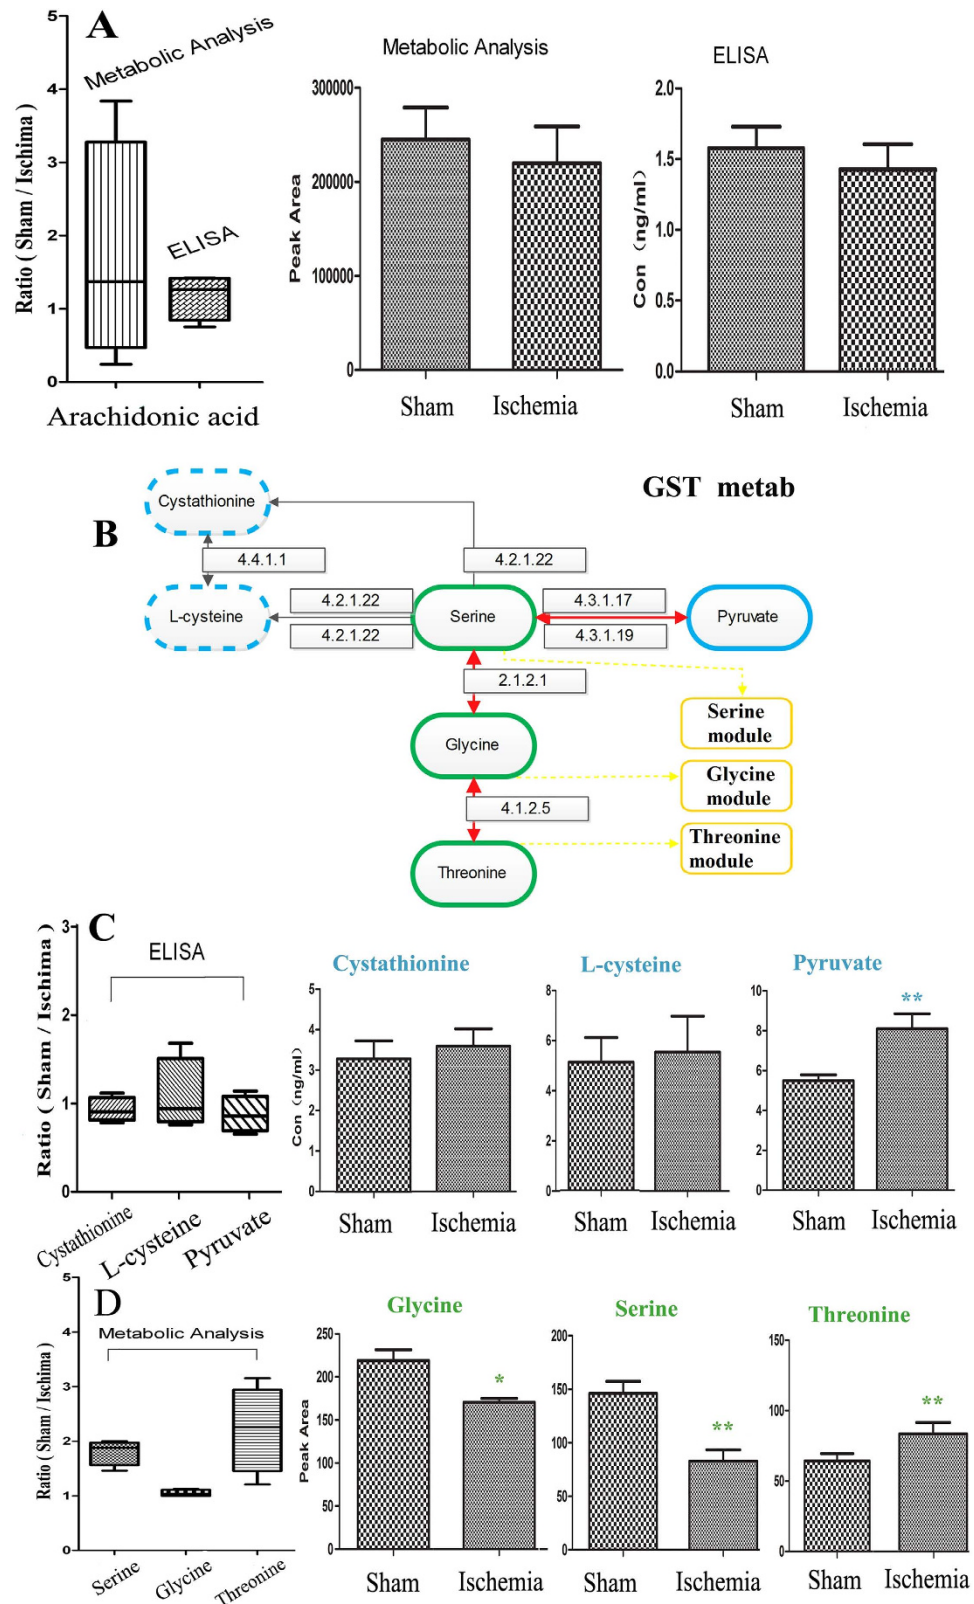 A
Metabolic Analysis
ELISA
Ratio ( Sham / Ischima )
5
4
3
2
1
0
Arachidonic acid
Metabolic Analysis
Peak Area
300000
200000
100000
0
Sham Ischemia
ELISA
Con (ng/ml)
2.0
1.5
1.0
0.5
0.0
Sham Ischemia
B
GST metab
Cystathionine
4.4.1.1
4.2.1.22
L-cysteine
4.2.1.22
4.2.1.22
Serine
4.3.1.17
4.3.1.19
Pyruvate
2.1.2.1
Serine
module
Glycine
Glycine
module
4.1.2.5
Threonine
module
Threonine
C
ELISA
Ratio ( Sham / Ischima )
3
2
1
0
Cystathionine
L-cysteine
Pyruvate
Cystathionine
Con (ng/ml)
5
4
3
2
1
0
Sham Ischemia
L-cysteine
8
6
4
2
0
Sham Ischemia
Pyruvate
**
10
8
6
4
2
0
Sham Ischemia
D
Metabolic Analysis
Ratio ( Sham / Ischima )
5
4
3
2
1
0
Serine
Glycine
Threonine
Glycine
*
Peak Area
250
200
150
100
50
0
Sham Ischemia
Serine
**
200
150
100
50
0
Sham Ischemia
Threonine
**
150
100
50
0
Sham Ischemia